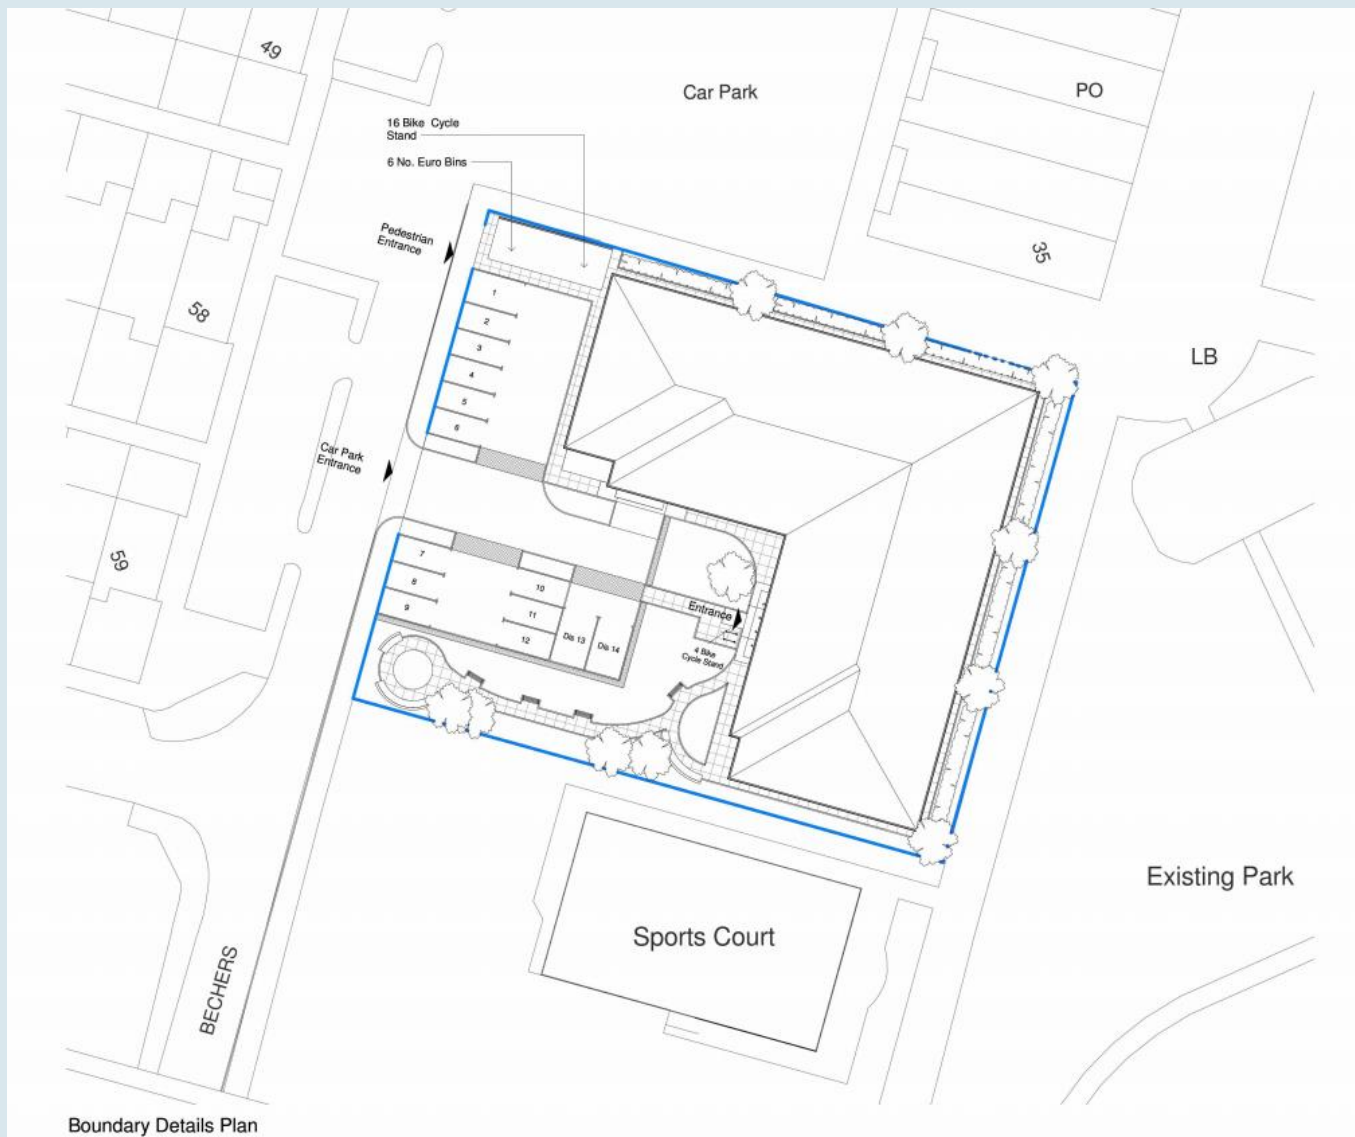 49
Car Park
PO
16 Bike Cycle
Stand
6 No. Euro Bins
Pedestrian
Entrance
35
58
1
2
3
4
5
6
LB
Car Park
Entrance
59
7
8
9
10
11
12
Dis 13
Dis 14
Entrance
4 Bike
Cycle Stand
Existing Park
Sports Court
BECHERS
Boundary Details Plan